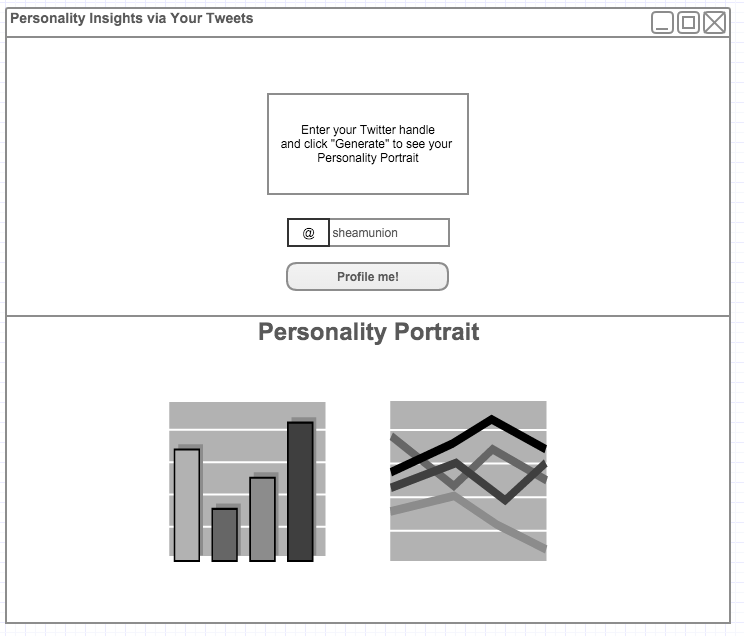 Personality Insights via Your Tweets
Enter your Twitter handle
and click "Generate" to see your
Personality Portrait
@ sheamunion
Profile me!
Personality Portrait